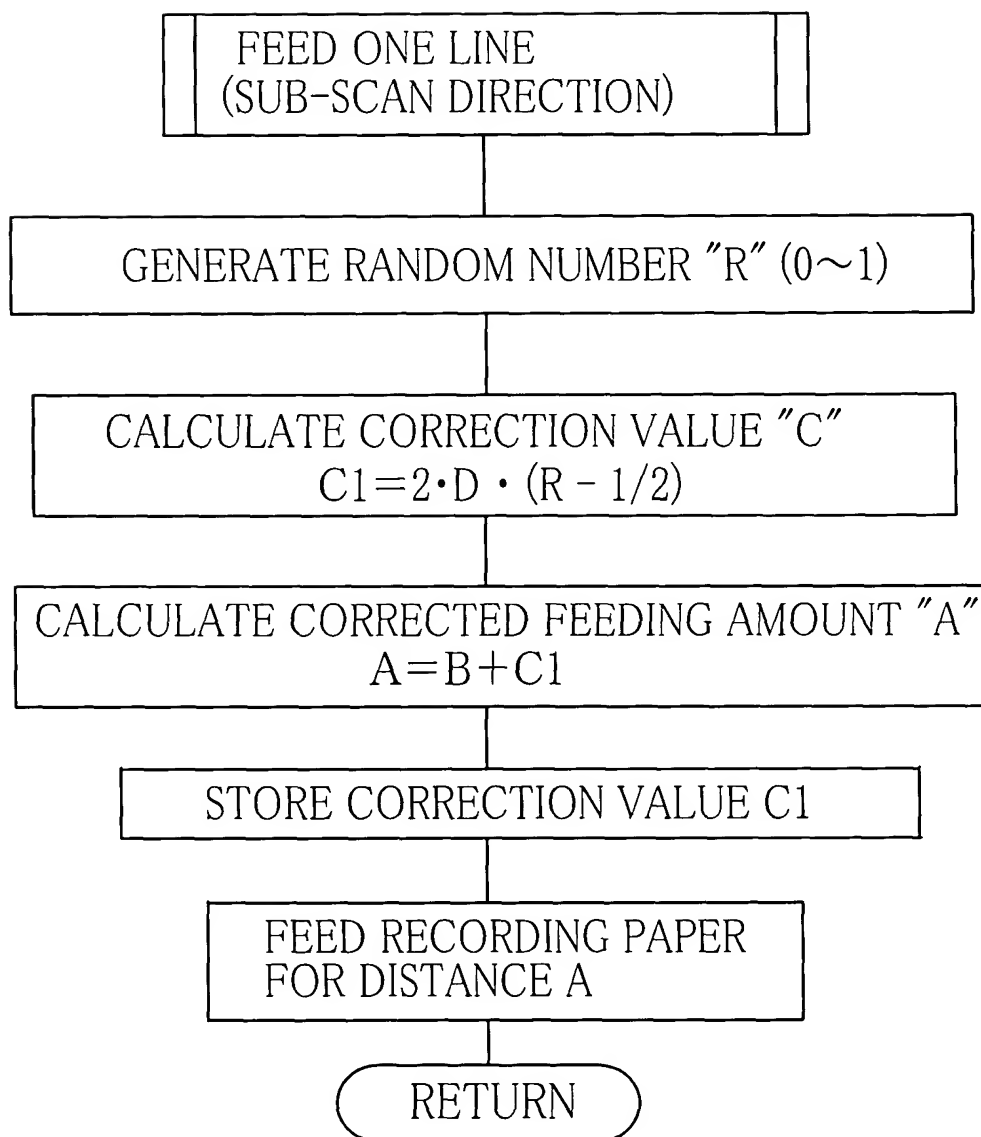 FEED ONE LINE
(SUB-SCAN DIRECTION)
GENERATE RANDOM NUMBER "R" (0~1)
CALCULATE CORRECTION VALUE "C"
C1=2·D·(R-1/2)
CALCULATE CORRECTED FEEDING AMOUNT "A"
A=B+C1
STORE CORRECTION VALUE C1
FEED RECORDING PAPER
FOR DISTANCE A
RETURN